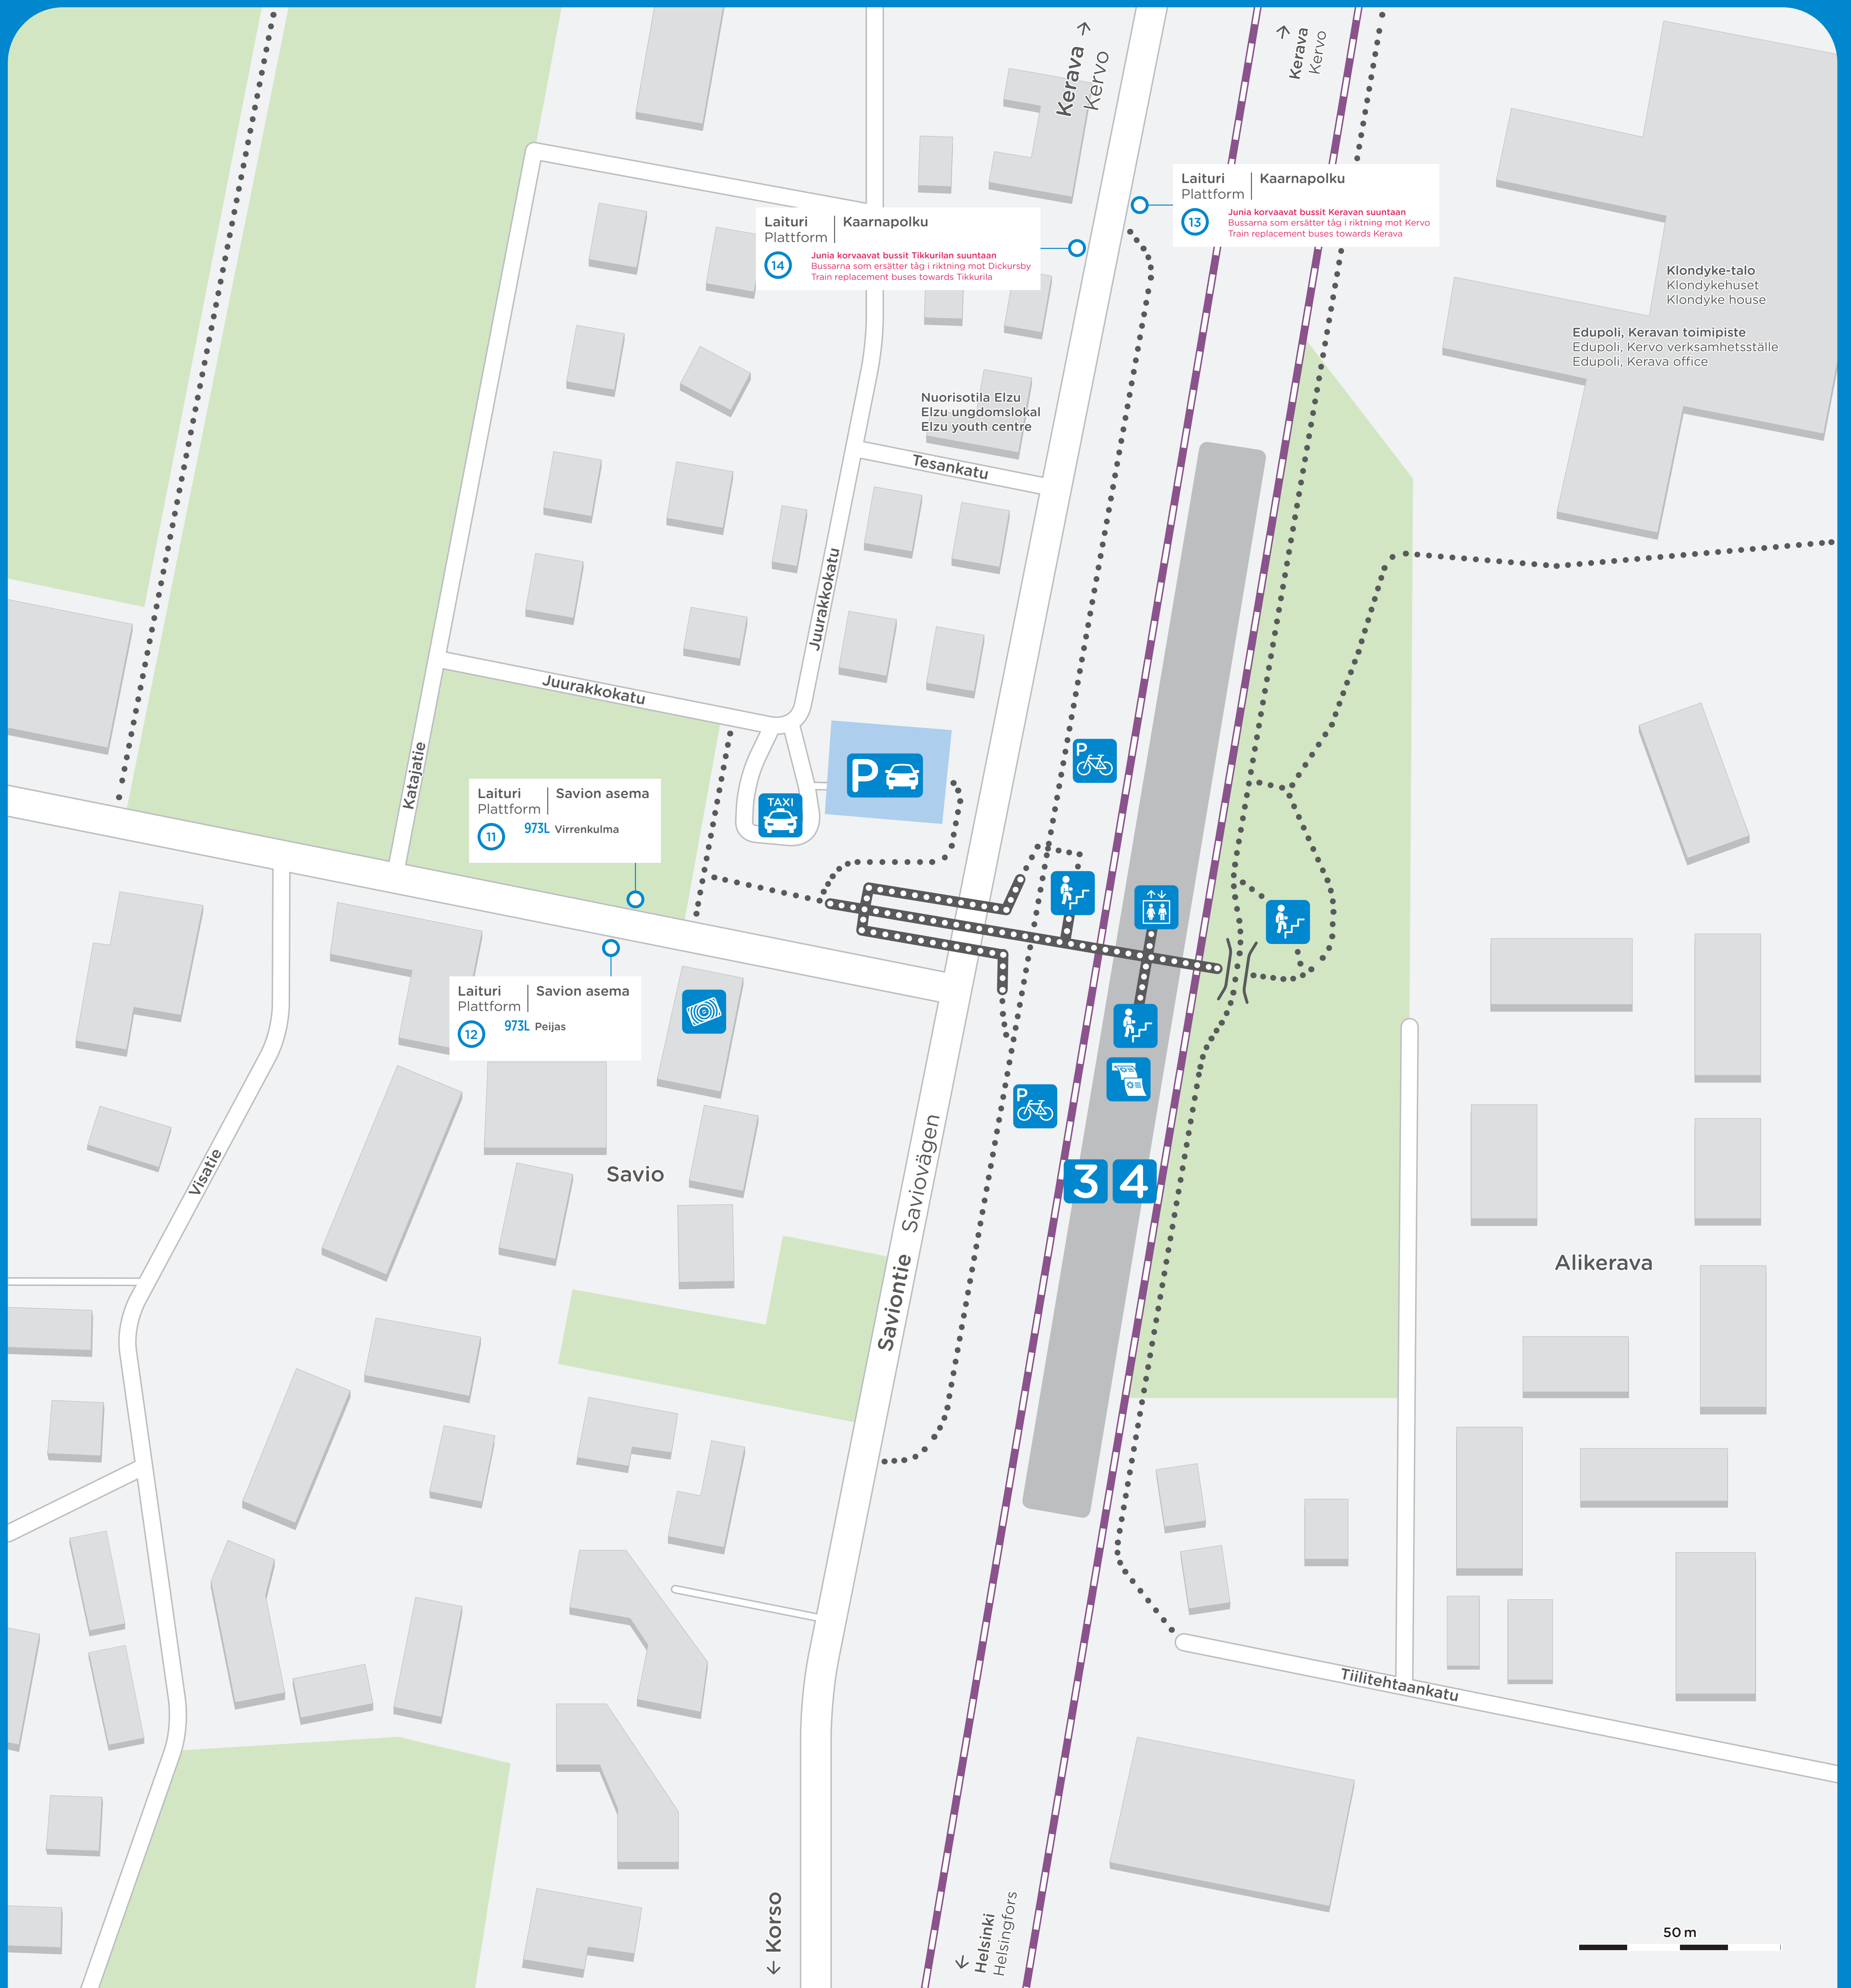 Kerava
Kervo
Kerava
Kervo
Laituri
Plattform
Kaarnapolku
13
Junia korvaavat bussit Keravan suuntaan
Bussarna som ersätter tåg i riktning mot Kervo
Train replacement buses towards Kerava
Laituri
Plattform
Kaarnapolku
14
Junia korvaavat bussit Tikkurilan suuntaan
Bussarna som ersätter tåg i riktning mot Dickursby
Train replacement buses towards Tikkurila
Klondyke-talo
Klondykehuset
Klondyke house
Edupoli, Keravan toimipiste
Edupoli, Kervo verksamhetsställe
Edupoli, Kerava office
Nuorisotila Elzu
Elzu ungdomslokal
Elzu youth centre
Tesankatu
Juurakkokatu
Juurakkokatu
Katajatie
P
P
TAXI
Laituri
Plattform
Savion asema
11
973L Virrenkulma
Laituri
Plattform
Savion asema
12
973L Peijas
P
Visatie
Savio
Saviontie Saviovägen
3 4
Alikerava
Tiilitehtaankatu
Korso
Helsinki
Helsingfors
50 m